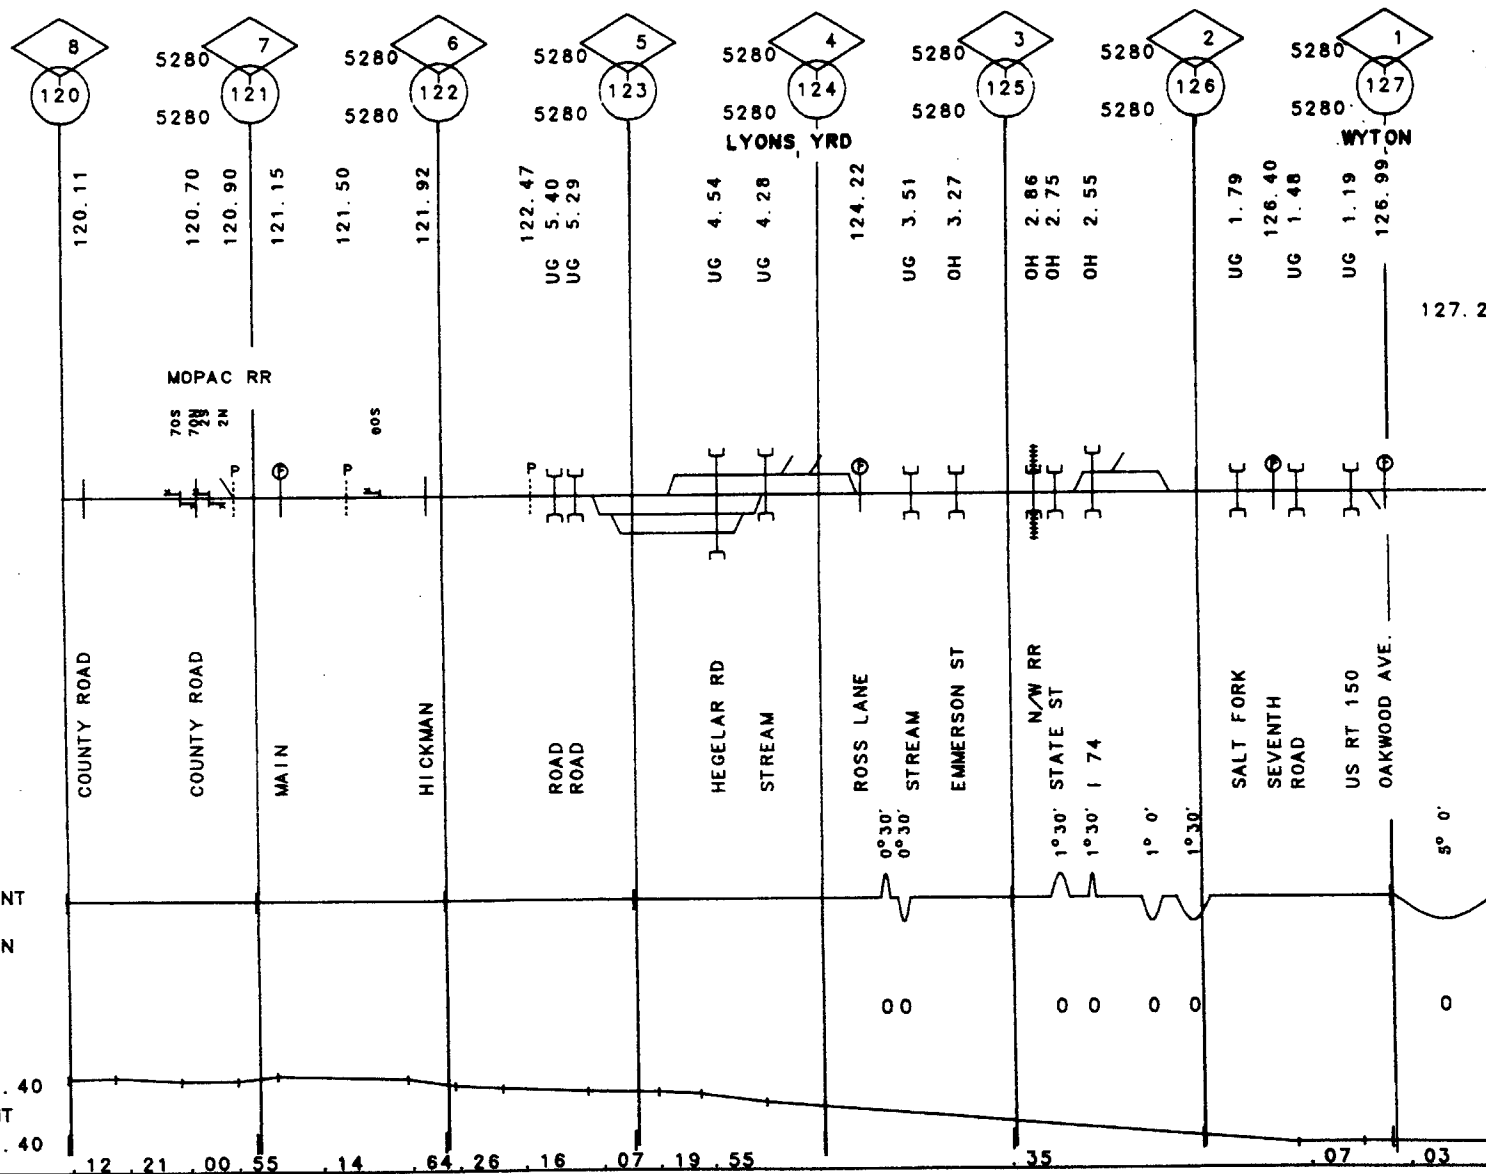 8 7 6 5 4 3 2 1
5280 5280 5280 5280 5280 5280 5280
120 121 122 123 124 125 126 127
5280 5280 5280 5280 5280 5280 5280
LYONS YRD
WYTON
120.11
120.70
120.90
121.15
121.50
121.92
122.47
UG 5.40
UG 5.29
UG 4.54
UG 4.28
124.22
UG 3.51
OH 3.27
OH 2.86
OH 2.75
OH 2.55
UG 1.79
126.40
UG 1.48
UG 1.19
126.99
127.2
MOPAC RR
70S
70N
2S
2N
60S
P P P P P P P
COUNTY ROAD
COUNTY ROAD
MAIN
HICKMAN
ROAD
ROAD
HEGELAR RD
STREAM
ROSS LANE
STREAM
EMMERSON ST
N/W RR
STATE ST
I 74
SALT FORK
SEVENTH
ROAD
US RT 150
OAKWOOD AVE.
0°30'
0°30'
1°30'
1°30'
1° 0'
1°30'
5° 0'
NT
N
0 0 0 0 0 0 0
.40
NT
.40
.12 .21 .00 .55 .14 .64 .26 .16 .07 .19 .55 .35 .07 .03